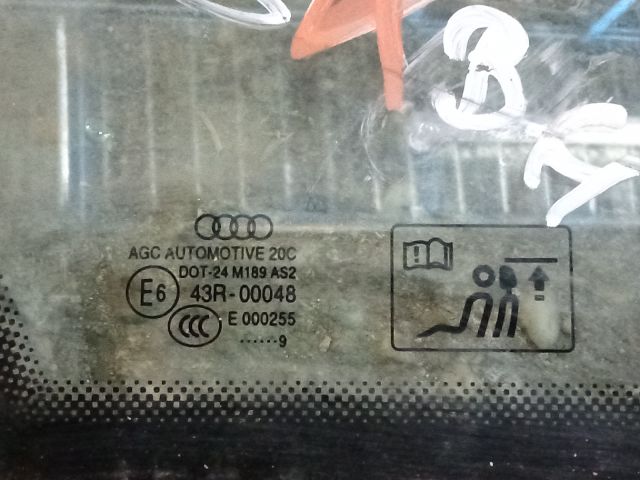 AGC AUTOMOTIVE 20C
DOT-24 M189 AS2
E6 43R-00048
CCC E 000255
......9